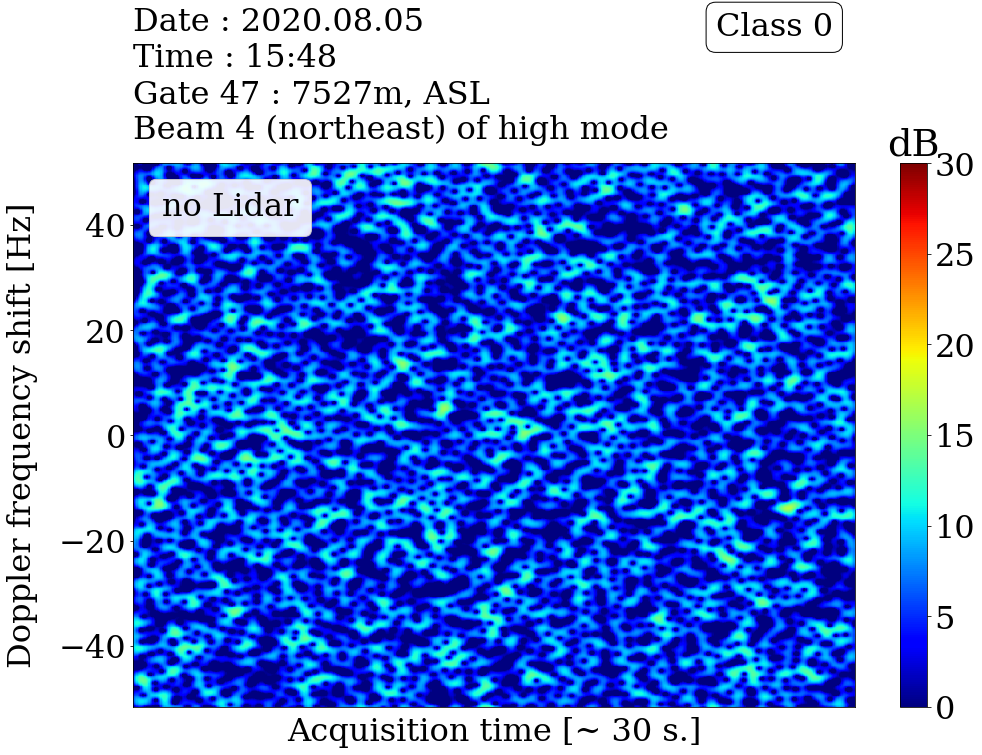 Date : 2020.08.05
Time : 15:48
Gate 47 : 7527m, ASL
Beam 4 (northeast) of high mode
Class 0
dB
no Lidar
Doppler frequency shift [Hz]
40
20
0
−20
−40
30
25
20
15
10
5
0
Acquisition time [~ 30 s.]